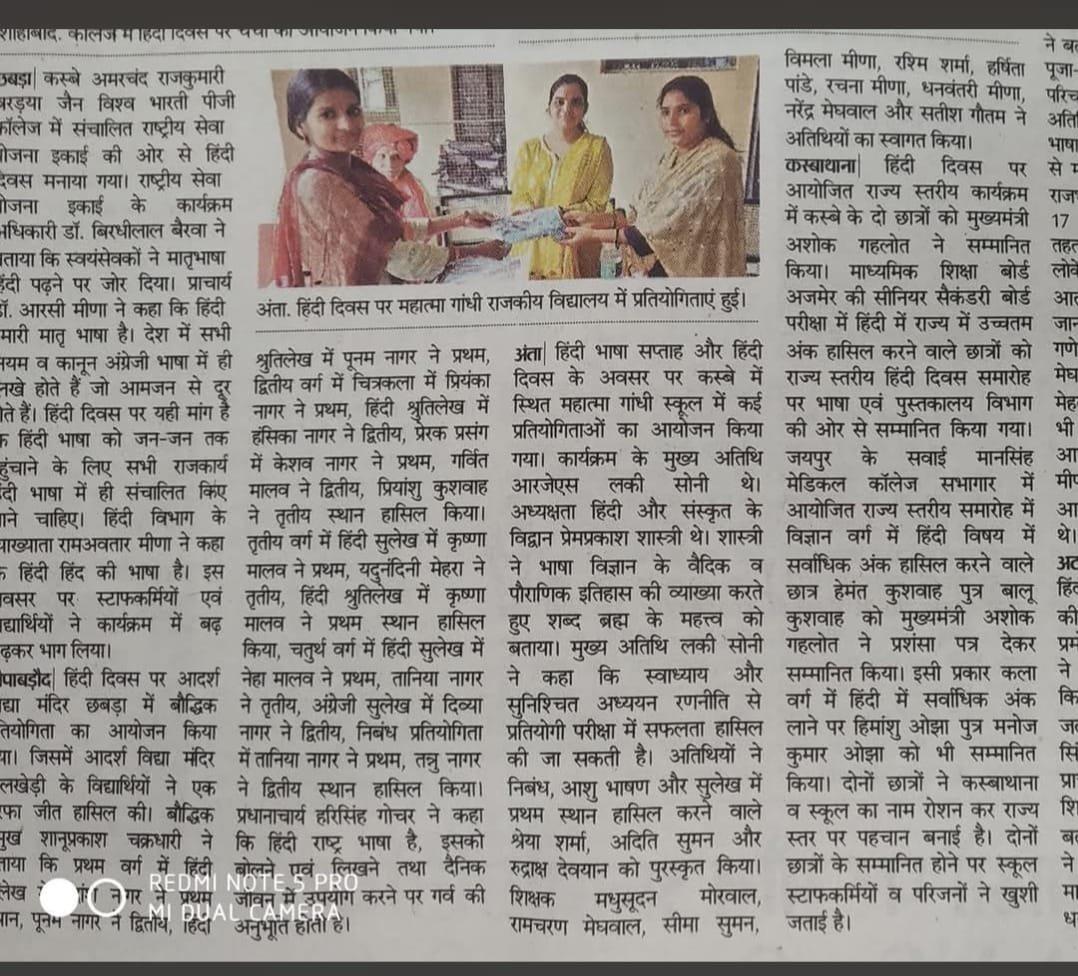 शाहाबाद. कॉलेज में हिंदी दिवस पर चर्चा का आयोजन किया गया।
छबड़ा| कस्बे अमरचंद राजकुमारी
बरड़या जैन विश्व भारती पीजी
कॉलेज में संचालित राष्ट्रीय सेवा
योजना इकाई की ओर से हिंदी
दिवस मनाया गया। राष्ट्रीय सेवा
योजना इकाई के कार्यक्रम
अधिकारी डॉ. बिरधीलाल बैरवा ने
बताया कि स्वयंसेवकों ने मातृभाषा
हिंदी पढ़ने पर जोर दिया। प्राचार्य
डॉ. आरसी मीणा ने कहा कि हिंदी
हमारी मातृ भाषा है। देश में सभी
नियम व कानून अंग्रेजी भाषा में ही
लिखे होते हैं जो आमजन से दूर
होते हैं। हिंदी दिवस पर यही मांग है
कि हिंदी भाषा को जन-जन तक
पहुंचाने के लिए सभी राजकार्य
हिंदी भाषा में ही संचालित किए
जाने चाहिए। हिंदी विभाग के
व्याख्याता रामअवतार मीणा ने कहा
कि हिंदी हिंद की भाषा है। इस
अवसर पर स्टाफकर्मियों एवं
विद्यार्थियों ने कार्यक्रम में बढ़
चढ़कर भाग लिया।
हिंदी दिवस पर आदर्श
विद्या मंदिर छबड़ा में बौद्धिक
प्रतियोगिता का आयोजन किया
गया। जिसमें आदर्श विद्या मंदिर
के विद्यार्थियों ने एक
तरफा जीत हासिल की। बौद्धिक
प्रमुख शानूप्रकाश चक्रधारी ने
बताया कि प्रथम वर्ग में हिंदी
ने प्रथम
स्थान, पूनम नागर ने द्वितीय, हिंदी
अंता. हिंदी दिवस पर महात्मा गांधी राजकीय विद्यालय में प्रतियोगिताएं हुई।
श्रुतिलेख में पूनम नागर ने प्रथम,
द्वितीय वर्ग में चित्रकला में प्रियंका
नागर ने प्रथम, हिंदी श्रुतिलेख में
हंसिका नागर ने द्वितीय, प्रेरक प्रसंग
में केशव नागर ने प्रथम, गर्वित
मालव ने द्वितीय, प्रियांशु कुशवाह
ने तृतीय स्थान हासिल किया।
तृतीय वर्ग में हिंदी सुलेख में कृष्णा
मालव ने प्रथम, यदुनंदिनी मेहरा ने
तृतीय, हिंदी श्रुतिलेख में कृष्णा
मालव ने प्रथम स्थान हासिल
किया, चतुर्थ वर्ग में हिंदी सुलेख में
नेहा मालव ने प्रथम, तानिया नागर
ने तृतीय, अंग्रेजी सुलेख में दिव्या
नागर ने द्वितीय, निबंध प्रतियोगिता
में तानिया नागर ने प्रथम, तन्नु नागर
ने द्वितीय स्थान हासिल किया।
प्रधानाचार्य हरिसिंह गोचर ने कहा
कि हिंदी राष्ट्र भाषा है, इसको
बोलने एवं लिखने तथा दैनिक
जीवन में उपयोग करने पर गर्व की
अनुभूति होती है।
अंता| हिंदी भाषा सप्ताह और हिंदी
दिवस के अवसर पर कस्बे में
स्थित महात्मा गांधी स्कूल में कई
प्रतियोगिताओं का आयोजन किया
गया। कार्यक्रम के मुख्य अतिथि
आरजेएस लकी सोनी थे।
अध्यक्षता हिंदी और संस्कृत के
विद्वान प्रेमप्रकाश शास्त्री थे। शास्त्री
ने भाषा विज्ञान के वैदिक व
पौराणिक इतिहास की व्याख्या करते
हुए शब्द ब्रह्म के महत्त्व को
बताया। मुख्य अतिथि लकी सोनी
ने कहा कि स्वाध्याय और
सुनिश्चित अध्ययन रणनीति से
प्रतियोगी परीक्षा में सफलता हासिल
की जा सकती है। अतिथियों ने
निबंध, आशु भाषण और सुलेख में
प्रथम स्थान हासिल करने वाले
श्रेया शर्मा, अदिति सुमन और
रुद्राक्ष देवयान को पुरस्कृत किया।
शिक्षक मधुसूदन मोरवाल,
रामचरण मेघवाल, सीमा सुमन,
विमला मीणा, रश्मि शर्मा, हर्षिता
पांडे, रचना मीणा, धनवंतरी मीणा,
नरेंद्र मेघवाल और सतीश गौतम ने
अतिथियों का स्वागत किया।
कस्बाथाना| हिंदी दिवस पर
आयोजित राज्य स्तरीय कार्यक्रम
में कस्बे के दो छात्रों को मुख्यमंत्री
अशोक गहलोत ने सम्मानित
किया। माध्यमिक शिक्षा बोर्ड
अजमेर की सीनियर सैकंडरी बोर्ड
परीक्षा में हिंदी में राज्य में उच्चतम
अंक हासिल करने वाले छात्रों को
राज्य स्तरीय हिंदी दिवस समारोह
पर भाषा एवं पुस्तकालय विभाग
की ओर से सम्मानित किया गया।
जयपुर के सवाई मानसिंह
मेडिकल कॉलेज सभागार में
आयोजित राज्य स्तरीय समारोह में
विज्ञान वर्ग में हिंदी विषय में
सर्वाधिक अंक हासिल करने वाले
छात्र हेमंत कुशवाह पुत्र बालू
कुशवाह को मुख्यमंत्री अशोक
गहलोत ने प्रशंसा पत्र देकर
सम्मानित किया। इसी प्रकार कला
वर्ग में हिंदी में सर्वाधिक अंक
लाने पर हिमांशु ओझा पुत्र मनोज
कुमार ओझा को भी सम्मानित
किया। दोनों छात्रों ने कस्बाथाना
व स्कूल का नाम रोशन कर राज्य
स्तर पर पहचान बनाई है। दोनों
छात्रों के सम्मानित होने पर स्कूल
स्टाफकर्मियों व परिजनों ने खुशी
जताई है।
REDMI NOTE 5 PRO
MI DUAL CAMERA